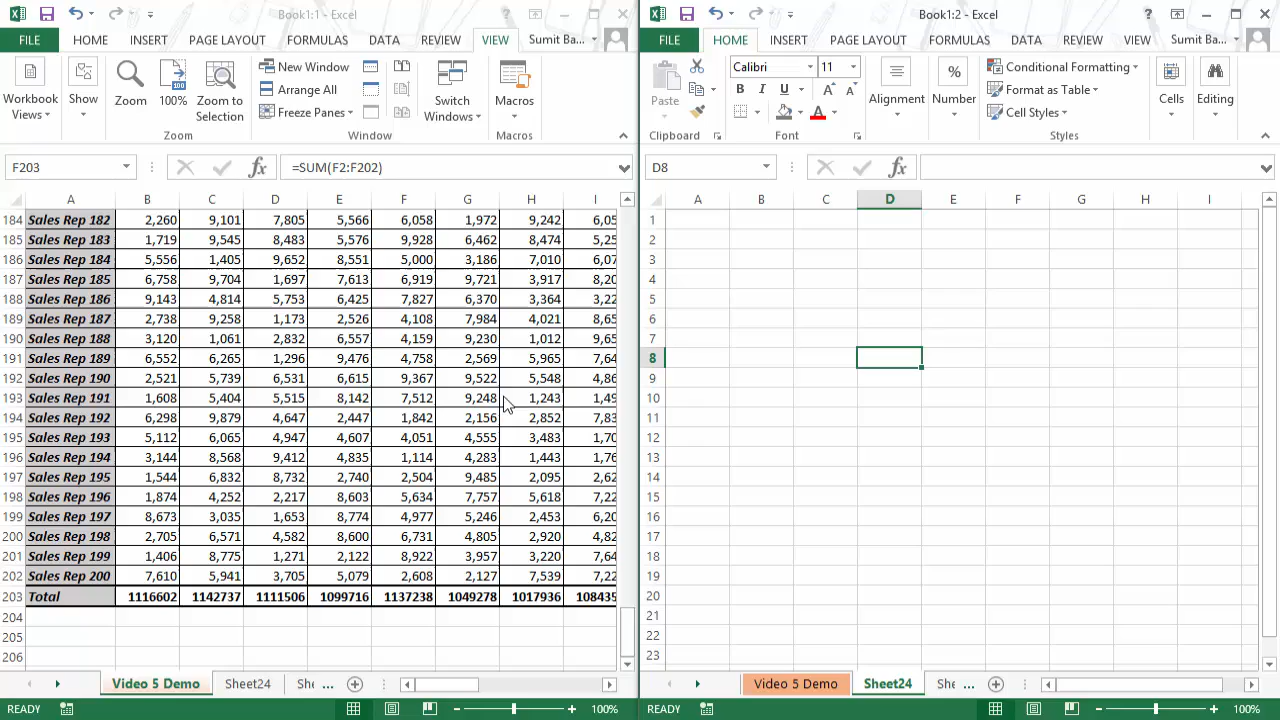 Book1:1 - Excel
FILE HOME INSERT PAGE LAYOUT FORMULAS DATA REVIEW VIEW Sumit Ba...
Workbook Views Show Zoom 100% Zoom to Selection New Window Arrange All Freeze Panes Switch Windows Macros
Zoom Window Macros
F203 fx =SUM(F2:F202)
A B C D E F G H I
184 Sales Rep 182 2,260 9,101 7,805 5,566 6,058 1,972 9,242 6,05
185 Sales Rep 183 1,719 9,545 8,483 5,576 9,928 6,462 8,474 5,25
186 Sales Rep 184 5,556 1,405 9,652 8,551 5,000 3,186 7,010 6,07
187 Sales Rep 185 6,758 9,704 1,697 7,613 6,919 9,721 3,917 8,20
188 Sales Rep 186 9,143 4,814 5,753 6,425 7,827 6,370 3,364 3,22
189 Sales Rep 187 2,738 9,258 1,173 2,526 4,108 7,984 4,021 8,65
190 Sales Rep 188 3,120 1,061 2,832 6,557 4,159 9,230 1,012 9,65
191 Sales Rep 189 6,552 6,265 1,296 9,476 4,758 2,569 5,965 7,64
192 Sales Rep 190 2,521 5,739 6,531 6,615 9,367 9,522 5,548 4,86
193 Sales Rep 191 1,608 5,404 5,515 8,142 7,512 9,248 1,243 1,49
194 Sales Rep 192 6,298 9,879 4,647 2,447 1,842 2,156 2,852 7,83
195 Sales Rep 193 5,112 6,065 4,947 4,607 4,051 4,555 3,483 1,70
196 Sales Rep 194 3,144 8,568 9,412 4,835 1,114 4,283 1,443 1,76
197 Sales Rep 195 1,544 6,832 8,732 2,740 2,504 9,485 2,095 2,62
198 Sales Rep 196 1,874 4,252 2,217 8,603 5,634 7,757 5,618 7,22
199 Sales Rep 197 8,673 3,035 1,653 8,774 4,977 5,246 2,453 6,20
200 Sales Rep 198 2,705 6,571 4,582 8,600 6,731 4,805 2,920 4,82
201 Sales Rep 199 1,406 8,775 1,271 2,122 8,922 3,957 3,220 7,64
202 Sales Rep 200 7,610 5,941 3,705 5,079 2,608 2,127 7,539 7,22
203 Total 1116602 1142737 1111506 1099716 1137238 1049278 1017936 108435
204
205
206
Video 5 Demo Sheet24 She ...
READY 100%
Book1:2 - Excel
FILE HOME INSERT PAGE LAYOUT FORMULAS DATA REVIEW VIEW Sumit Ba...
Paste Calibri 11 B I U A A A Alignment % Number Conditional Formatting Format as Table Cell Styles Cells Editing
Clipboard Font Styles
D8 fx
A B C D E F G H I
1
2
3
4
5
6
7
8
9
10
11
12
13
14
15
16
17
18
19
20
21
22
23
Video 5 Demo Sheet24 She ...
READY 100%